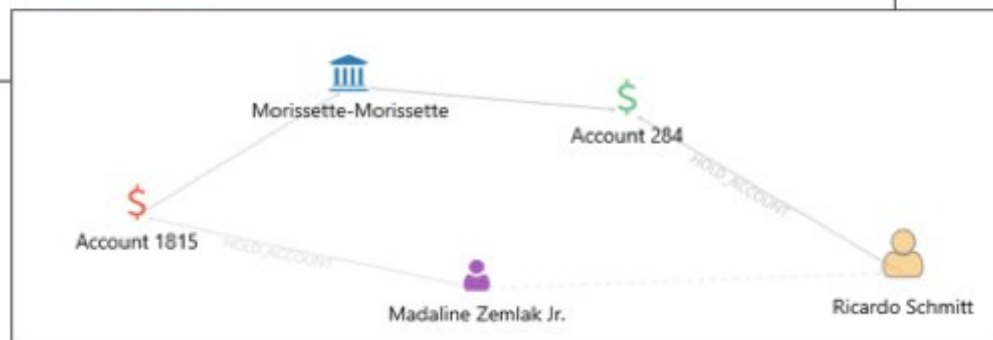 Morissette-Morissette
Account 284
HOLD_ACCOUNT
Account 1815
HOLD_ACCOUNT
Madaline Zemlak Jr.
Ricardo Schmitt